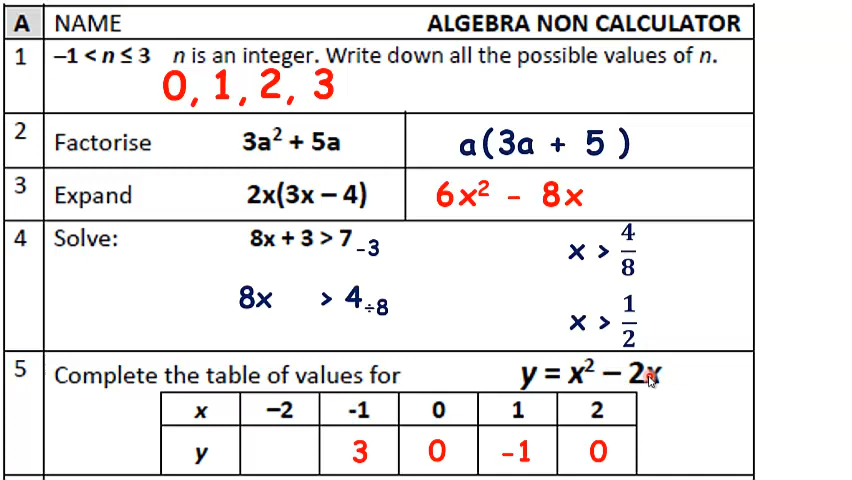 A NAME ALGEBRA NON CALCULATOR
1 –1 < n ≤ 3 n is an integer. Write down all the possible values of n.
0, 1, 2, 3
2 Factorise 3a² + 5a a(3a + 5 )
3 Expand 2x(3x – 4) 6x² - 8x
4 Solve: 8x + 3 > 7 -3 x > 4/8
8x > 4 ÷8 x > 1/2
5 Complete the table of values for y = x² – 2x
x –2 -1 0 1 2
y 3 0 -1 0